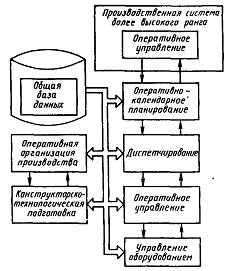 Производственная система
более высокого ранга
Оперативное
управление
Общая
база
данных
Оперативно-
календарное
планирование
Оперативная
организация
производства
Диспетчирование
Конструкторско-
технологическая
подготовка
Оперативное
управление
Управление
оборудованием